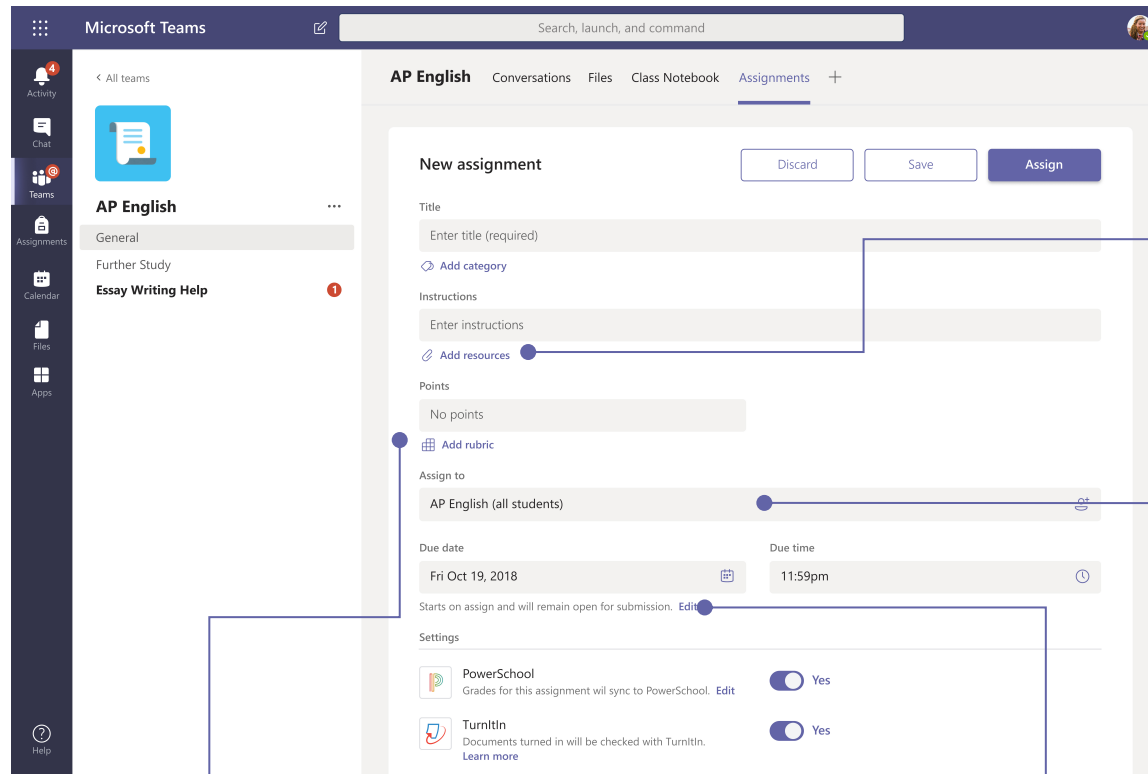 Microsoft Teams
Search, launch, and command
4
Activity
Chat
@
Teams
Assignments
Calendar
Files
Apps
Help
< All teams
AP English
...
General
Further Study
Essay Writing Help 1
AP English Conversations Files Class Notebook Assignments +
New assignment Discard Save Assign
Title
Enter title (required)
Add category
Instructions
Enter instructions
Add resources
Points
No points
Add rubric
Assign to
AP English (all students)
Due date Due time
Fri Oct 19, 2018 11:59pm
Starts on assign and will remain open for submission. Edit
Settings
PowerSchool
Grades for this assignment wil sync to PowerSchool. Edit
Yes
TurnItIn
Documents turned in will be checked with TurnItIn.
Learn more
Yes